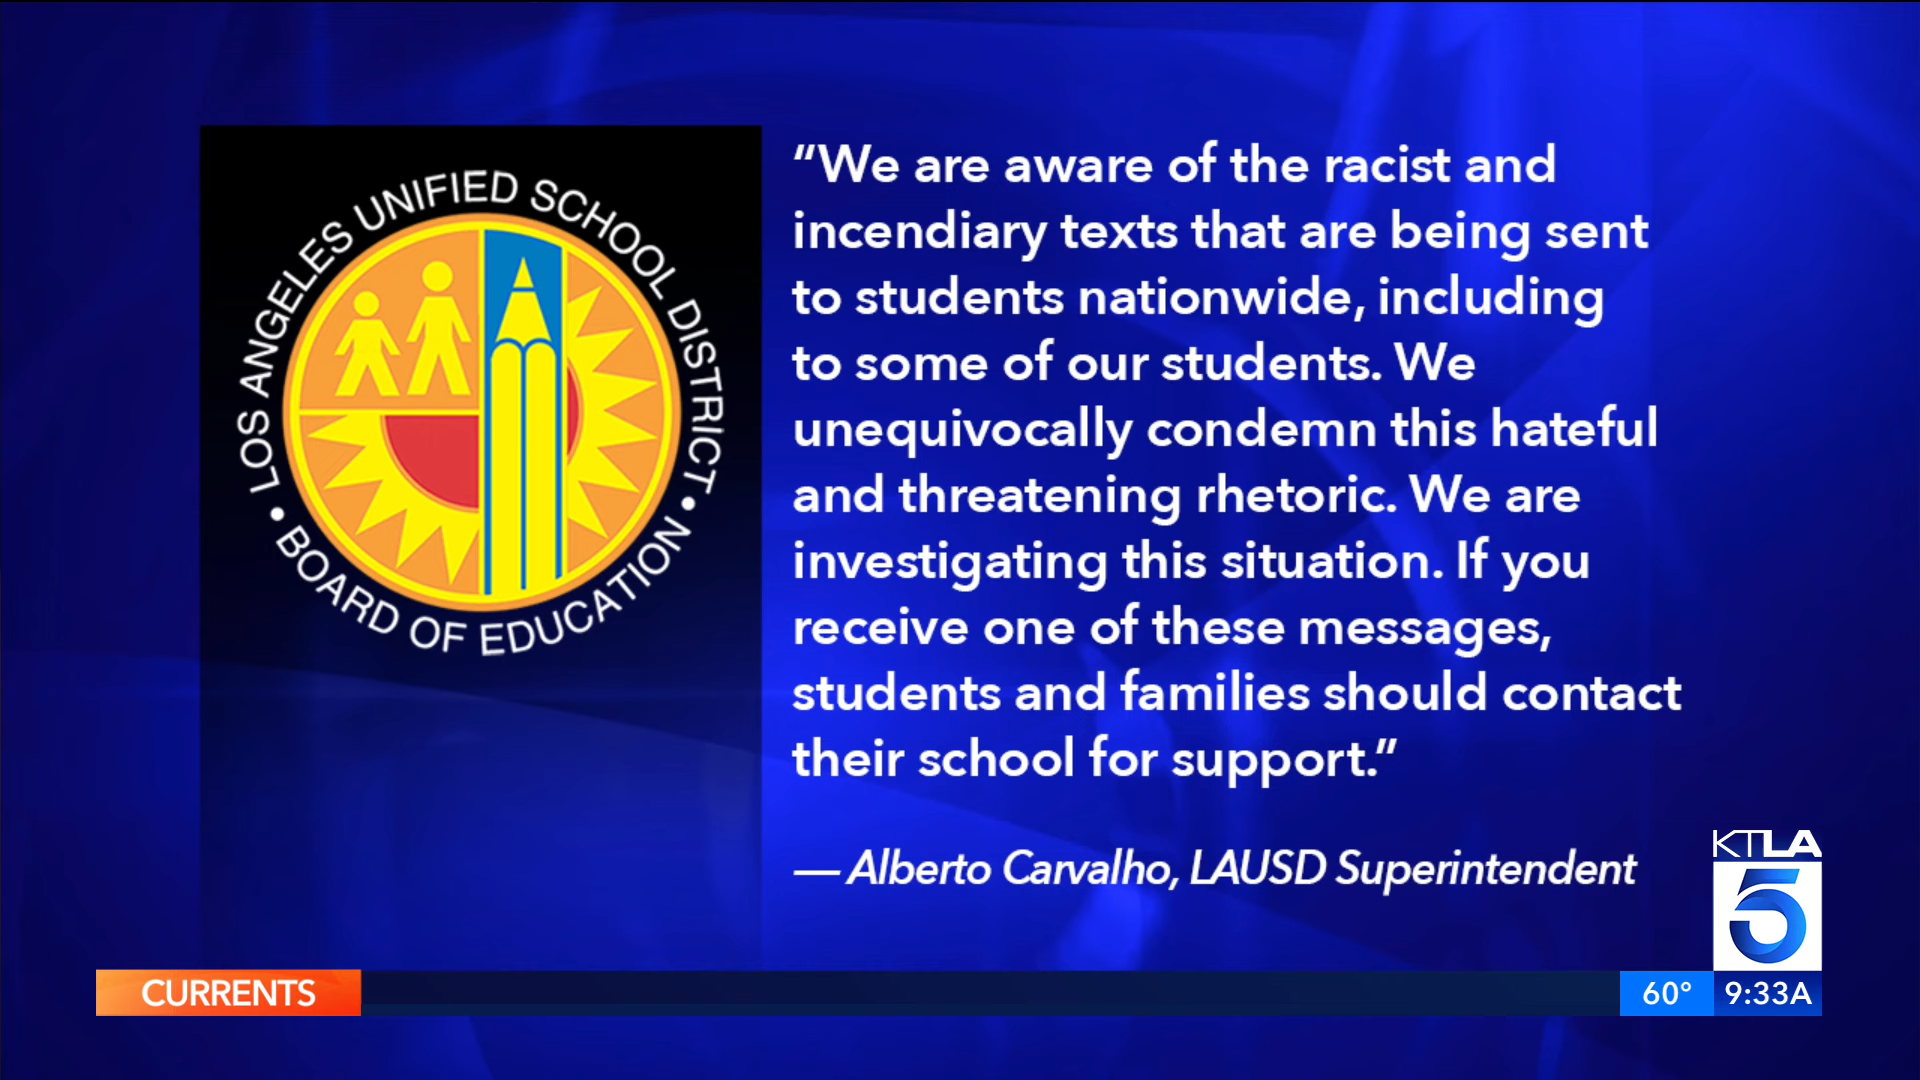 LOS ANGELES UNIFIED SCHOOL DISTRICT
• BOARD OF EDUCATION •
“We are aware of the racist and
incendiary texts that are being sent
to students nationwide, including
to some of our students. We
unequivocally condemn this hateful
and threatening rhetoric. We are
investigating this situation. If you
receive one of these messages,
students and families should contact
their school for support.”
— Alberto Carvalho, LAUSD Superintendent
KTLA
5
CURRENTS
60° 9:33A